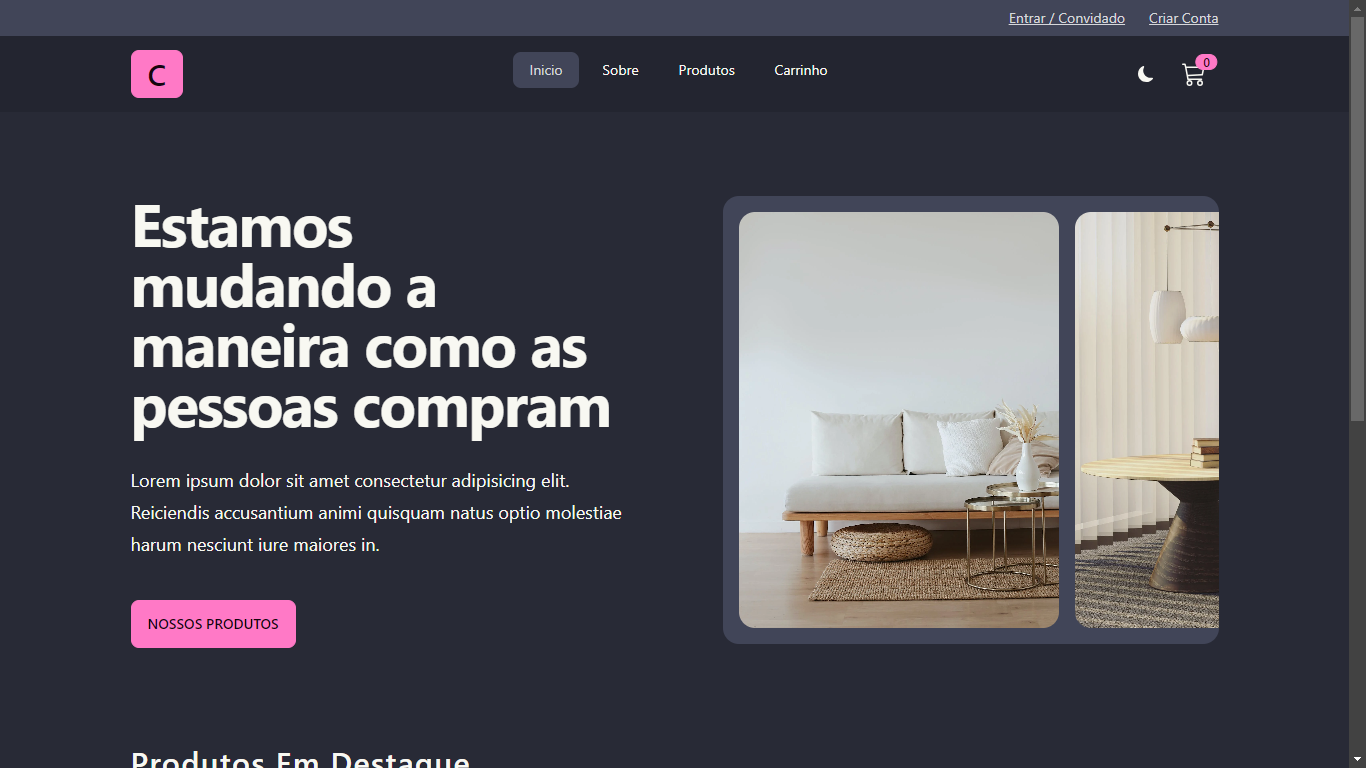 Entrar / Convidado Criar Conta
C
Inicio Sobre Produtos Carrinho
0
Estamos
mudando a
maneira como as
pessoas compram
Lorem ipsum dolor sit amet consectetur adipisicing elit.
Reiciendis accusantium animi quisquam natus optio molestiae
harum nesciunt iure maiores in.
NOSSOS PRODUTOS
Produtos Em Destaque